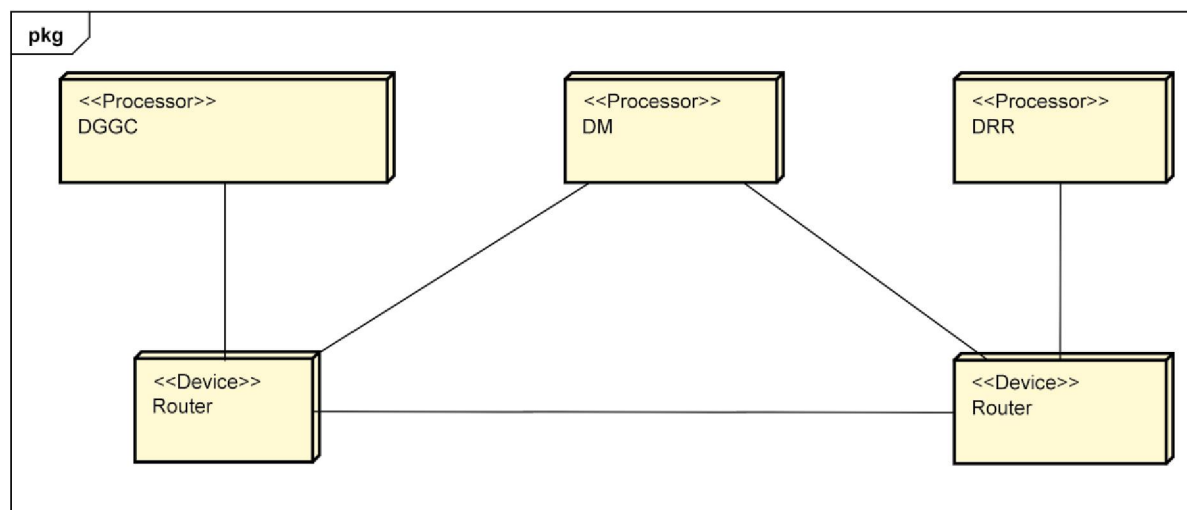 pkg
<<Processor>>
DGGC
<<Processor>>
DM
<<Processor>>
DRR
<<Device>>
Router
<<Device>>
Router